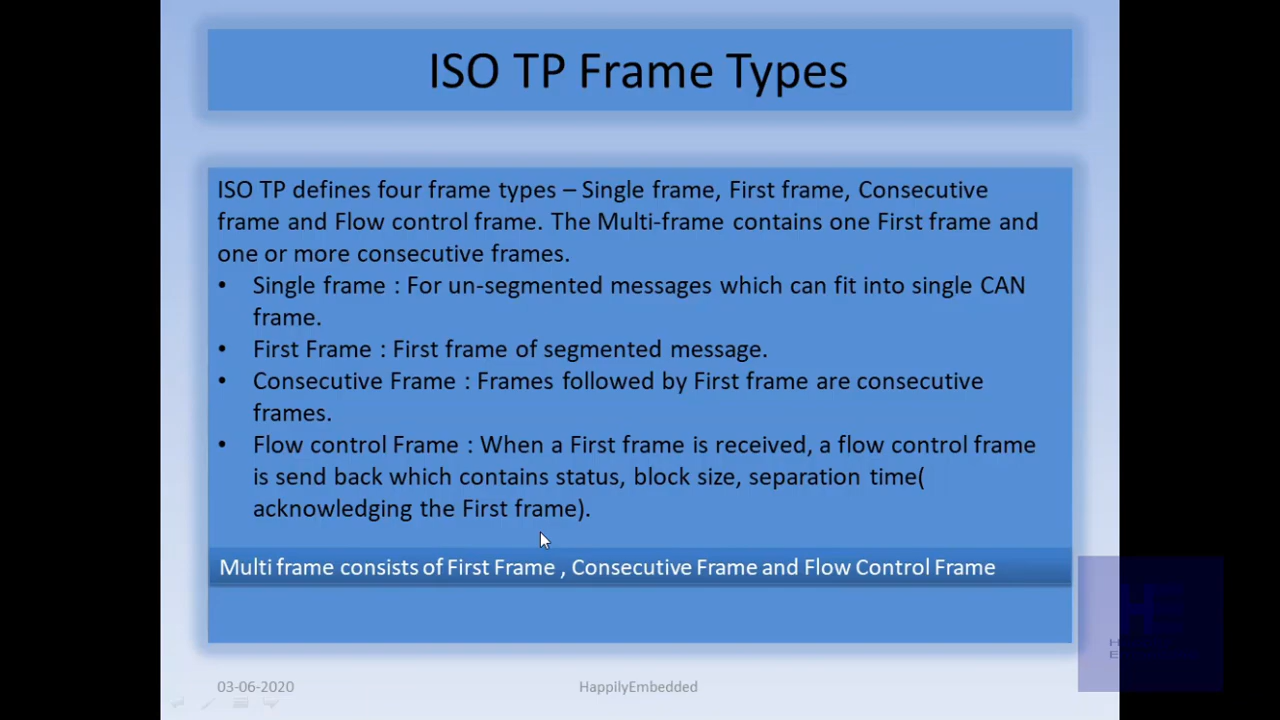 ISO TP Frame Types
ISO TP defines four frame types – Single frame, First frame, Consecutive
frame and Flow control frame. The Multi-frame contains one First frame and
one or more consecutive frames.
• Single frame : For un-segmented messages which can fit into single CAN
frame.
• First Frame : First frame of segmented message.
• Consecutive Frame : Frames followed by First frame are consecutive
frames.
• Flow control Frame : When a First frame is received, a flow control frame
is send back which contains status, block size, separation time(
acknowledging the First frame).
Multi frame consists of First Frame , Consecutive Frame and Flow Control Frame
HE
03-06-2020
HappilyEmbedded